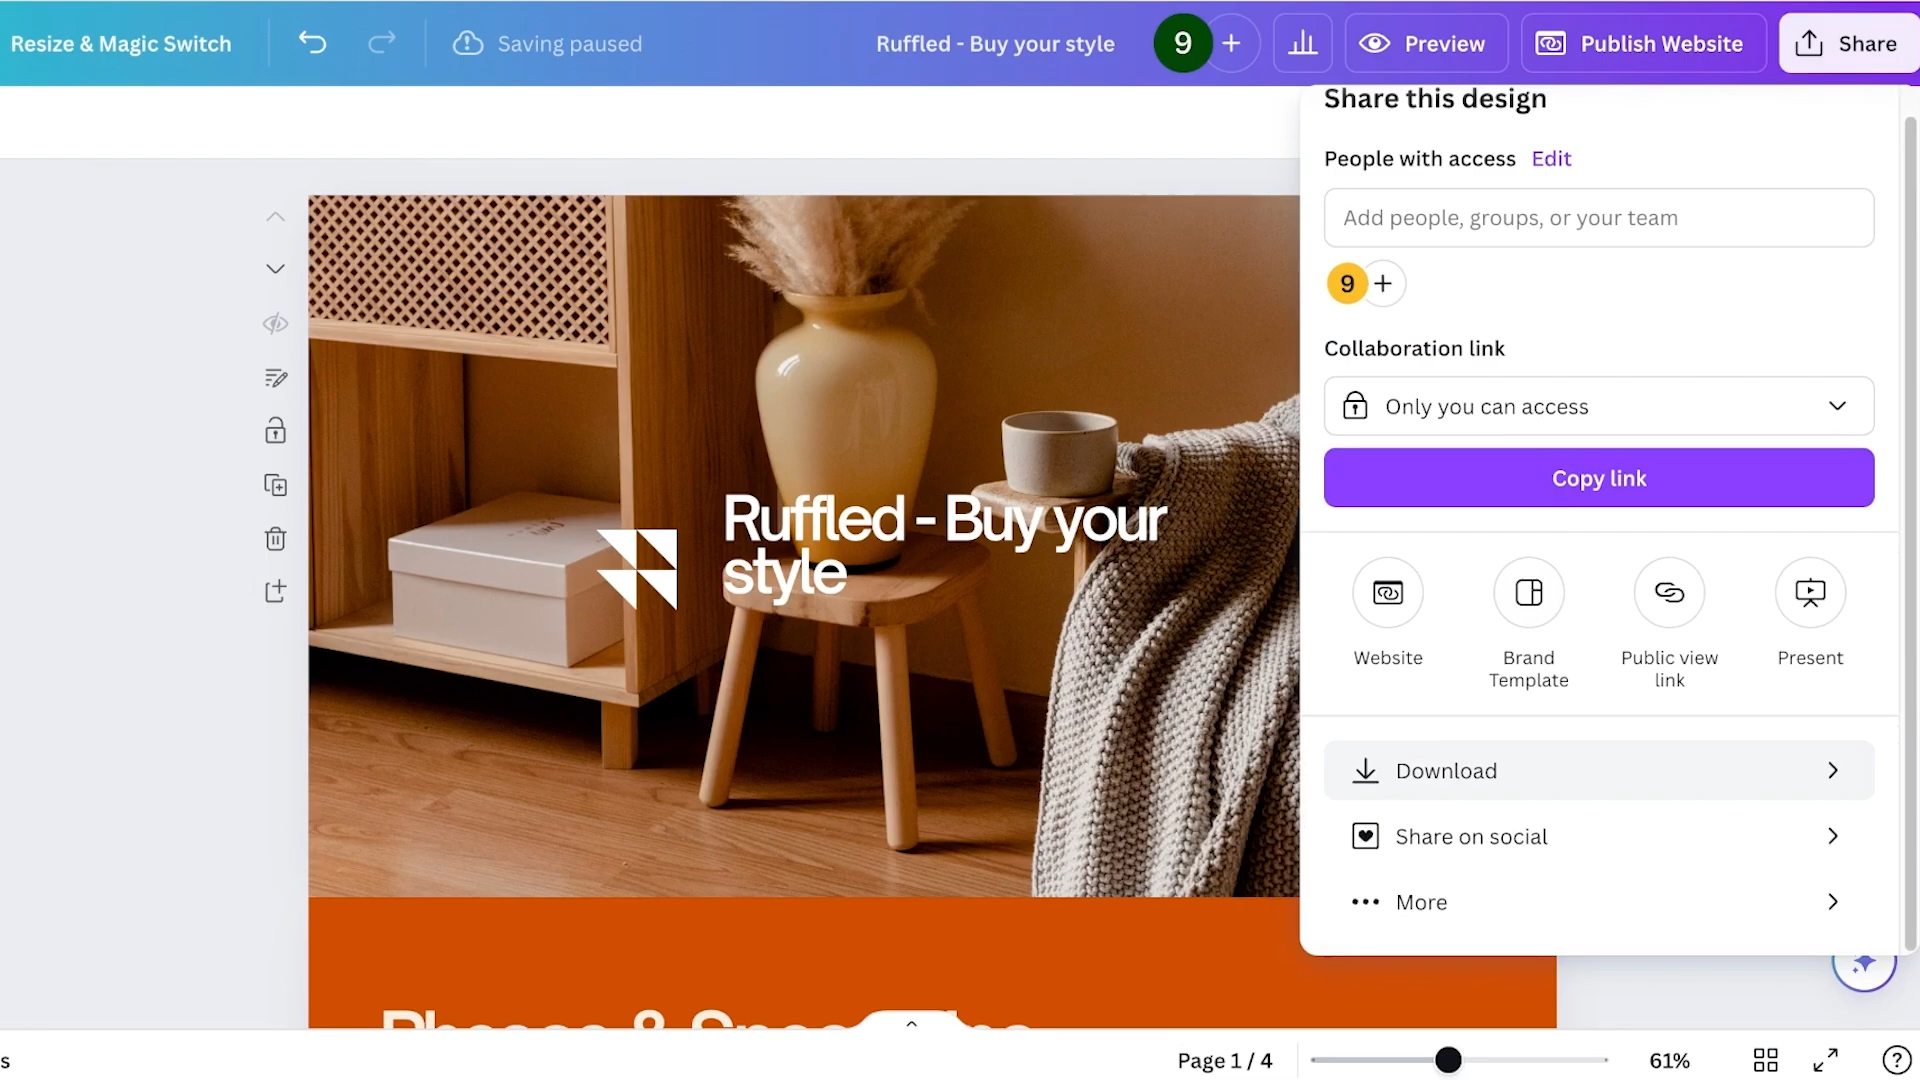 Resize & Magic Switch
Saving paused
Ruffled - Buy your style
9
Preview
Publish Website
Share
Share this design
People with access Edit
Add people, groups, or your team
9
Collaboration link
Only you can access
Copy link
Website
Brand
Template
Public view
link
Present
Download
Share on social
More
Ruffled - Buy your
style
s
Page 1 / 4
61%